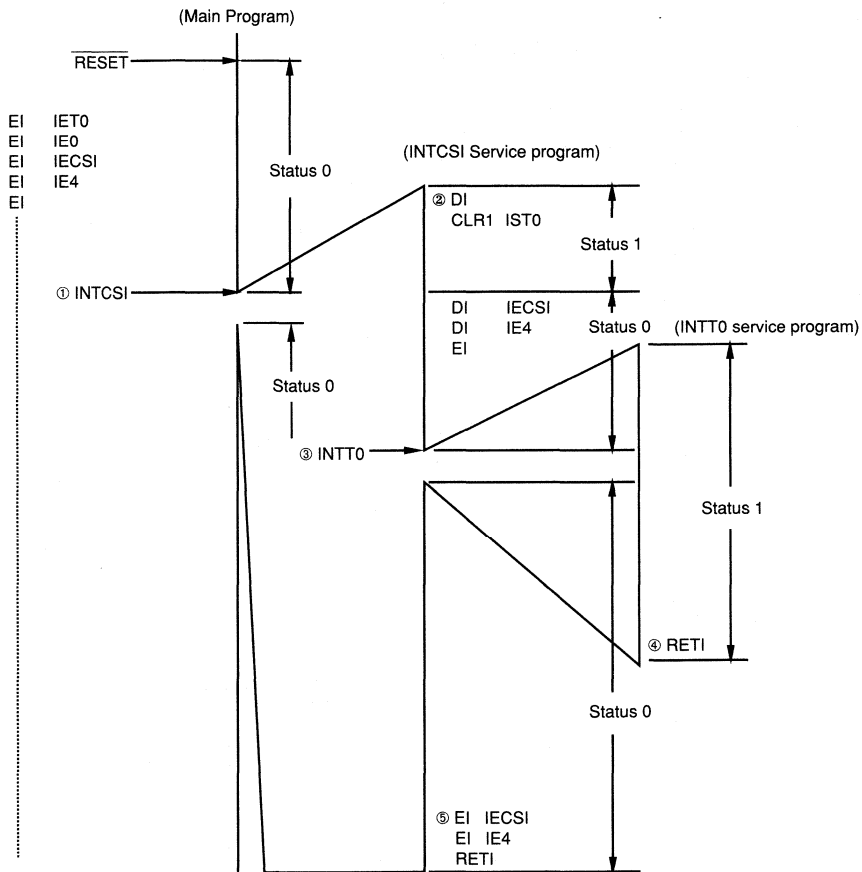 (Main Program)
RESET
EI IET0
EI IE0
EI IECSI
EI IE4
EI
Status 0
(INTCSI Service program)
② DI
CLR1 IST0
Status 1
① INTCSI
DI IECSI
DI IE4
EI
Status 0
(INTT0 service program)
Status 0
③ INTT0
Status 1
④ RETI
Status 0
⑤ EI IECSI
EI IE4
RETI